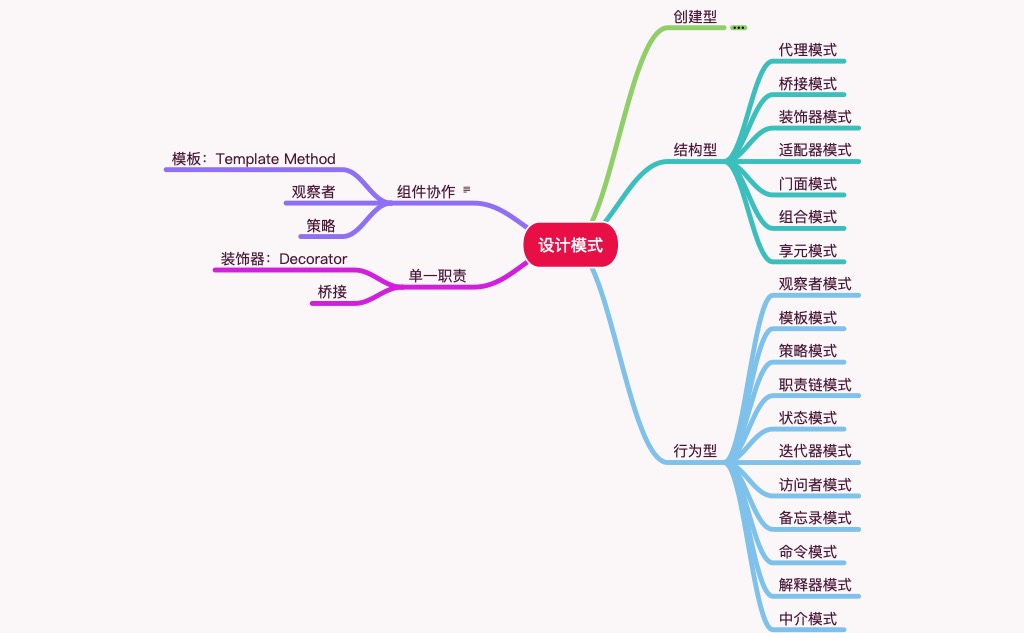 设计模式
创建型
结构型
代理模式
桥接模式
装饰器模式
适配器模式
门面模式
组合模式
享元模式
行为型
观察者模式
模板模式
策略模式
职责链模式
状态模式
迭代器模式
访问者模式
备忘录模式
命令模式
解释器模式
中介模式
组件协作
模板：Template Method
观察者
策略
单一职责
装饰器：Decorator
桥接